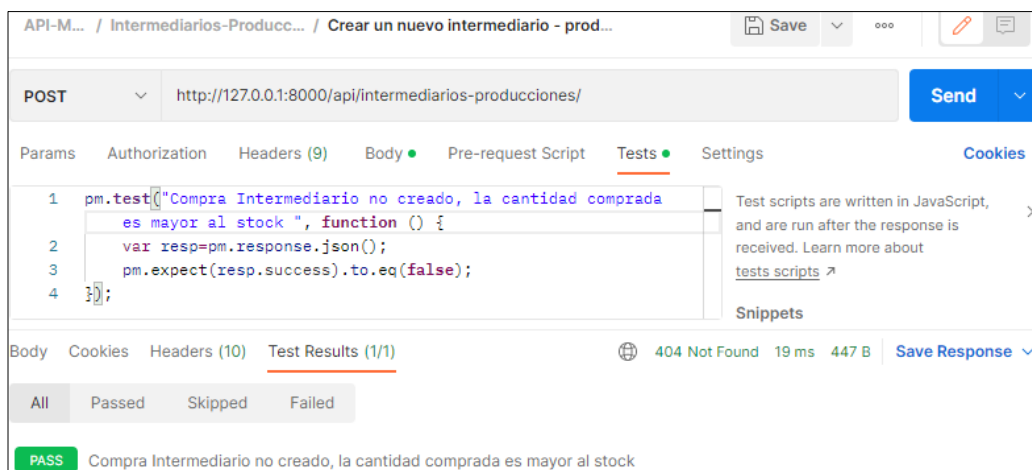 API-M... / Intermediarios-Producc... / Crear un nuevo intermediario - prod... Save
POST http://127.0.0.1:8000/api/intermediarios-producciones/ Send
Params Authorization Headers (9) Body Pre-request Script Tests Settings Cookies
1 pm.test("Compra Intermediario no creado, la cantidad comprada
es mayor al stock ", function () {
2 var resp=pm.response.json();
3 pm.expect(resp.success).to.eq(false);
4 });
Test scripts are written in JavaScript,
and are run after the response is
received. Learn more about
tests scripts ↗
Snippets
Body Cookies Headers (10) Test Results (1/1) 404 Not Found 19 ms 447 B Save Response
All Passed Skipped Failed
PASS Compra Intermediario no creado, la cantidad comprada es mayor al stock